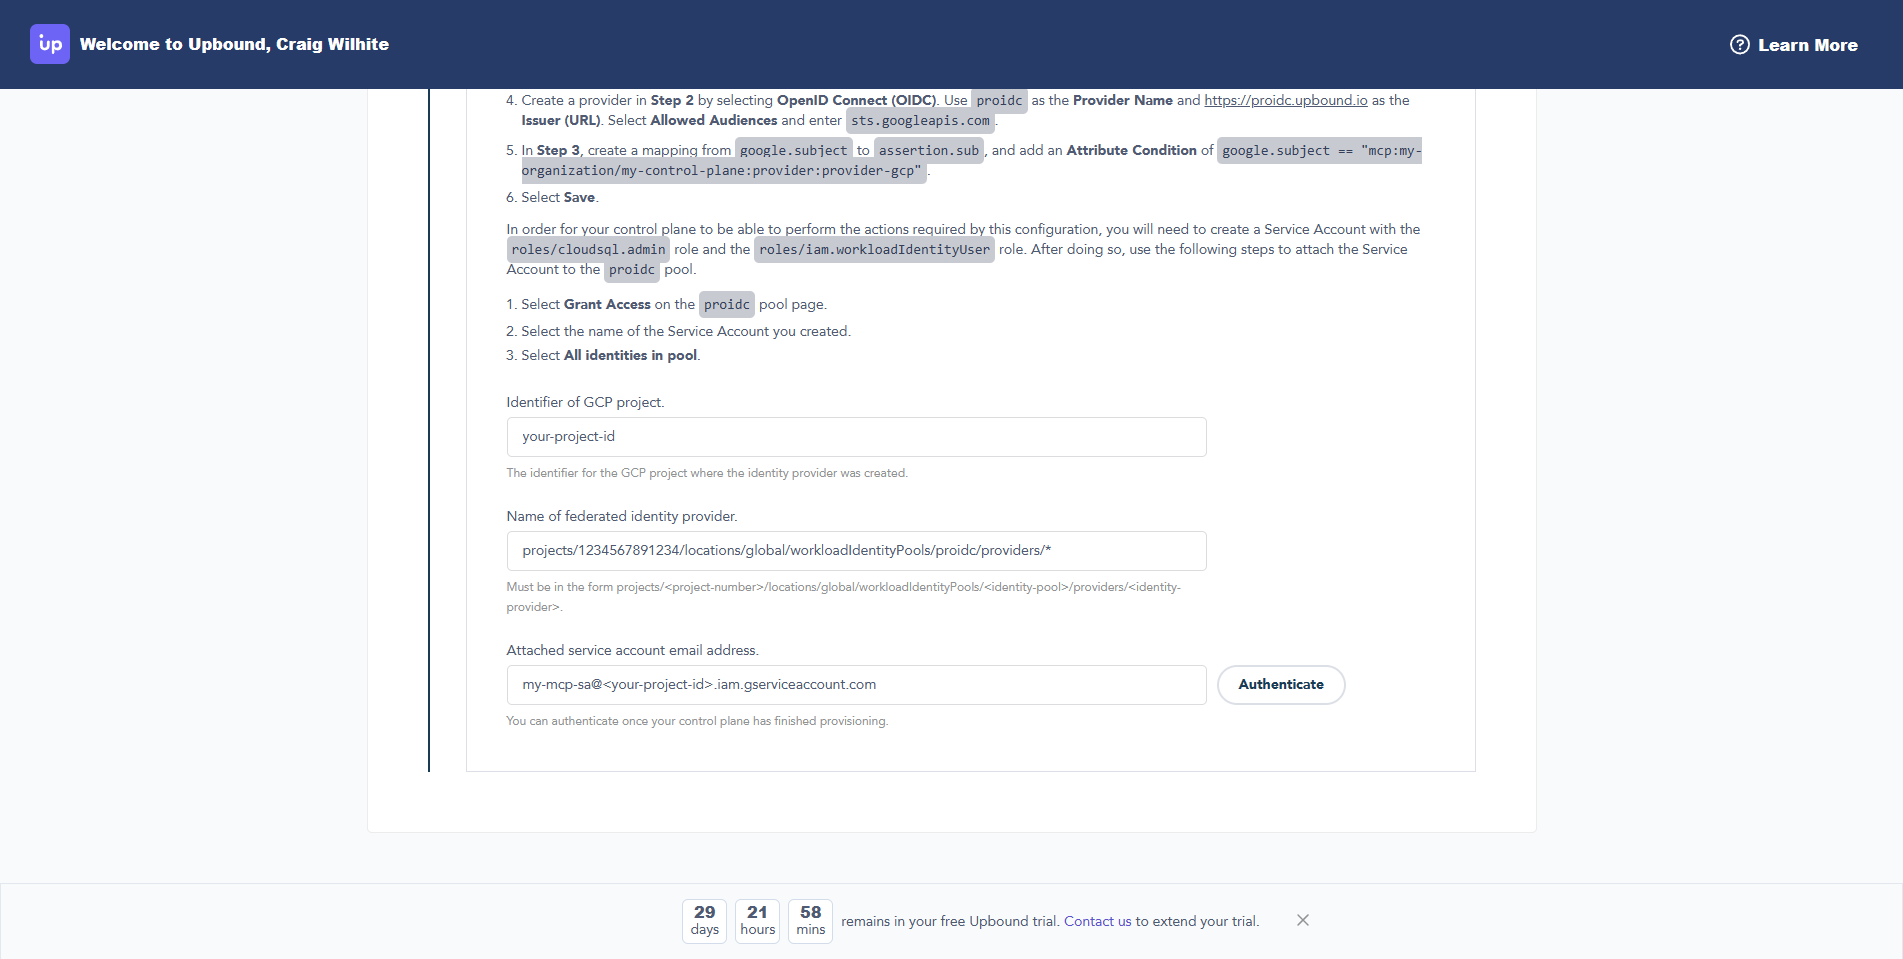 up Welcome to Upbound, Craig Wilhite
? Learn More
4. Create a provider in Step 2 by selecting OpenID Connect (OIDC). Use proidc as the Provider Name and https://proidc.upbound.io as the
Issuer (URL). Select Allowed Audiences and enter sts.googleapis.com.
5. In Step 3, create a mapping from google.subject to assertion.sub, and add an Attribute Condition of google.subject == "mcp:my-
organization/my-control-plane:provider:provider-gcp".
6. Select Save.
In order for your control plane to be able to perform the actions required by this configuration, you will need to create a Service Account with the
roles/cloudsql.admin role and the roles/iam.workloadIdentityUser role. After doing so, use the following steps to attach the Service
Account to the proidc pool.
1. Select Grant Access on the proidc pool page.
2. Select the name of the Service Account you created.
3. Select All identities in pool.
Identifier of GCP project.
your-project-id
The identifier for the GCP project where the identity provider was created.
Name of federated identity provider.
projects/1234567891234/locations/global/workloadIdentityPools/proidc/providers/*
Must be in the form projects/<project-number>/locations/global/workloadIdentityPools/<identity-pool>/providers/<identity-
provider>.
Attached service account email address.
my-mcp-sa@<your-project-id>.iam.gserviceaccount.com
Authenticate
You can authenticate once your control plane has finished provisioning.
29 days 21 hours 58 mins remains in your free Upbound trial. Contact us to extend your trial.